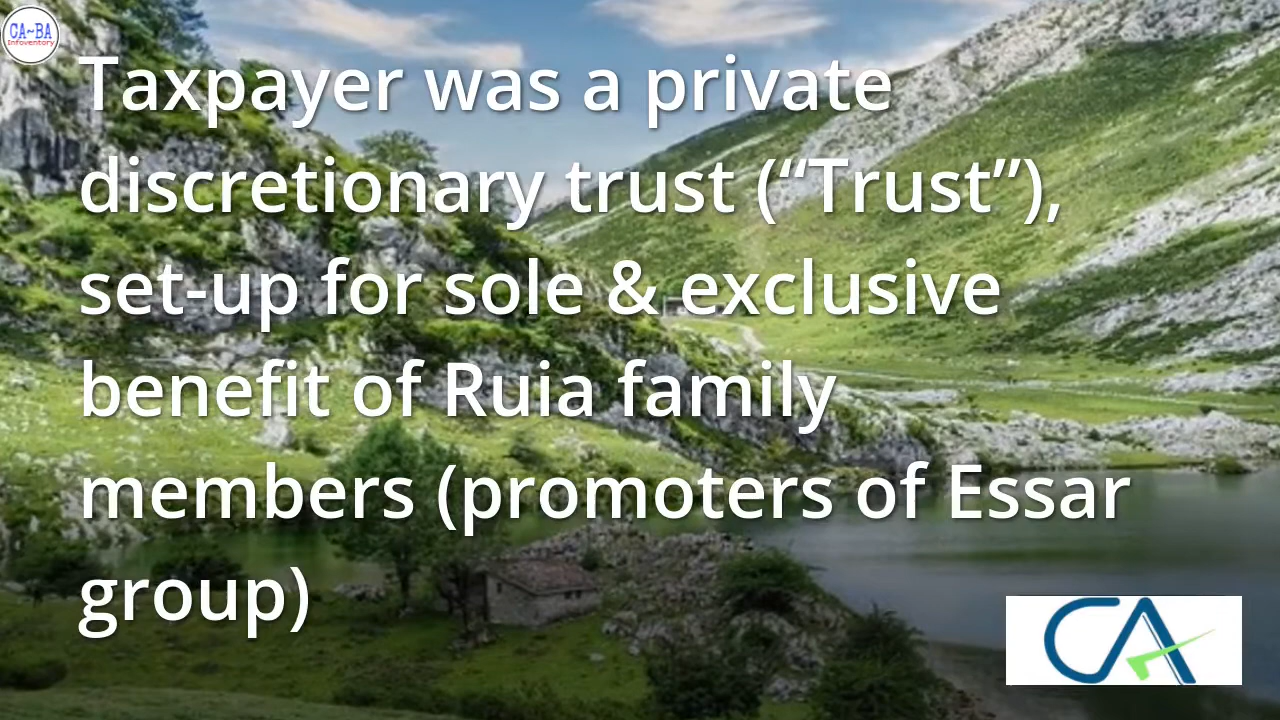 CA~BA
Infoventory
Taxpayer was a private
discretionary trust (“Trust”),
set-up for sole & exclusive
benefit of Ruia family
members (promoters of Essar
group)
CA